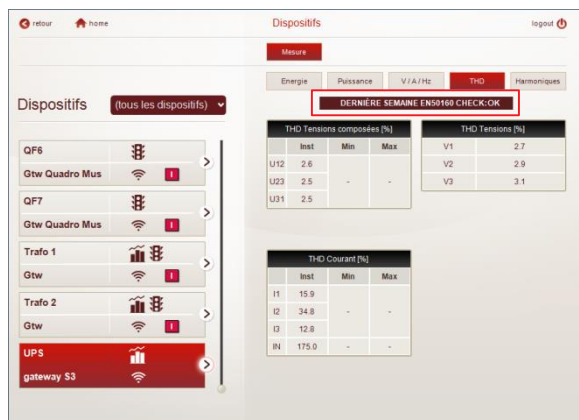 retour home Dispositifs logout
Mesure
Energie Puissance V / A / Hz THD Harmoniques
DERNIÈRE SEMAINE EN50160 CHECK:OK
Dispositifs (tous les dispositifs)
QF6
Gtw Quadro Mus I
QF7
Gtw Quadro Mus I
Trafo 1
Gtw I
Trafo 2
Gtw I
UPS
gateway S3
THD Tensions composées [%]
Inst Min Max
U12 2.6
U23 2.5 - -
U31 2.5
THD Tensions [%]
V1 2.7
V2 2.9
V3 3.1
THD Courant [%]
Inst Min Max
I1 15.9
I2 34.8 - -
I3 12.8
IN 175.0 - -